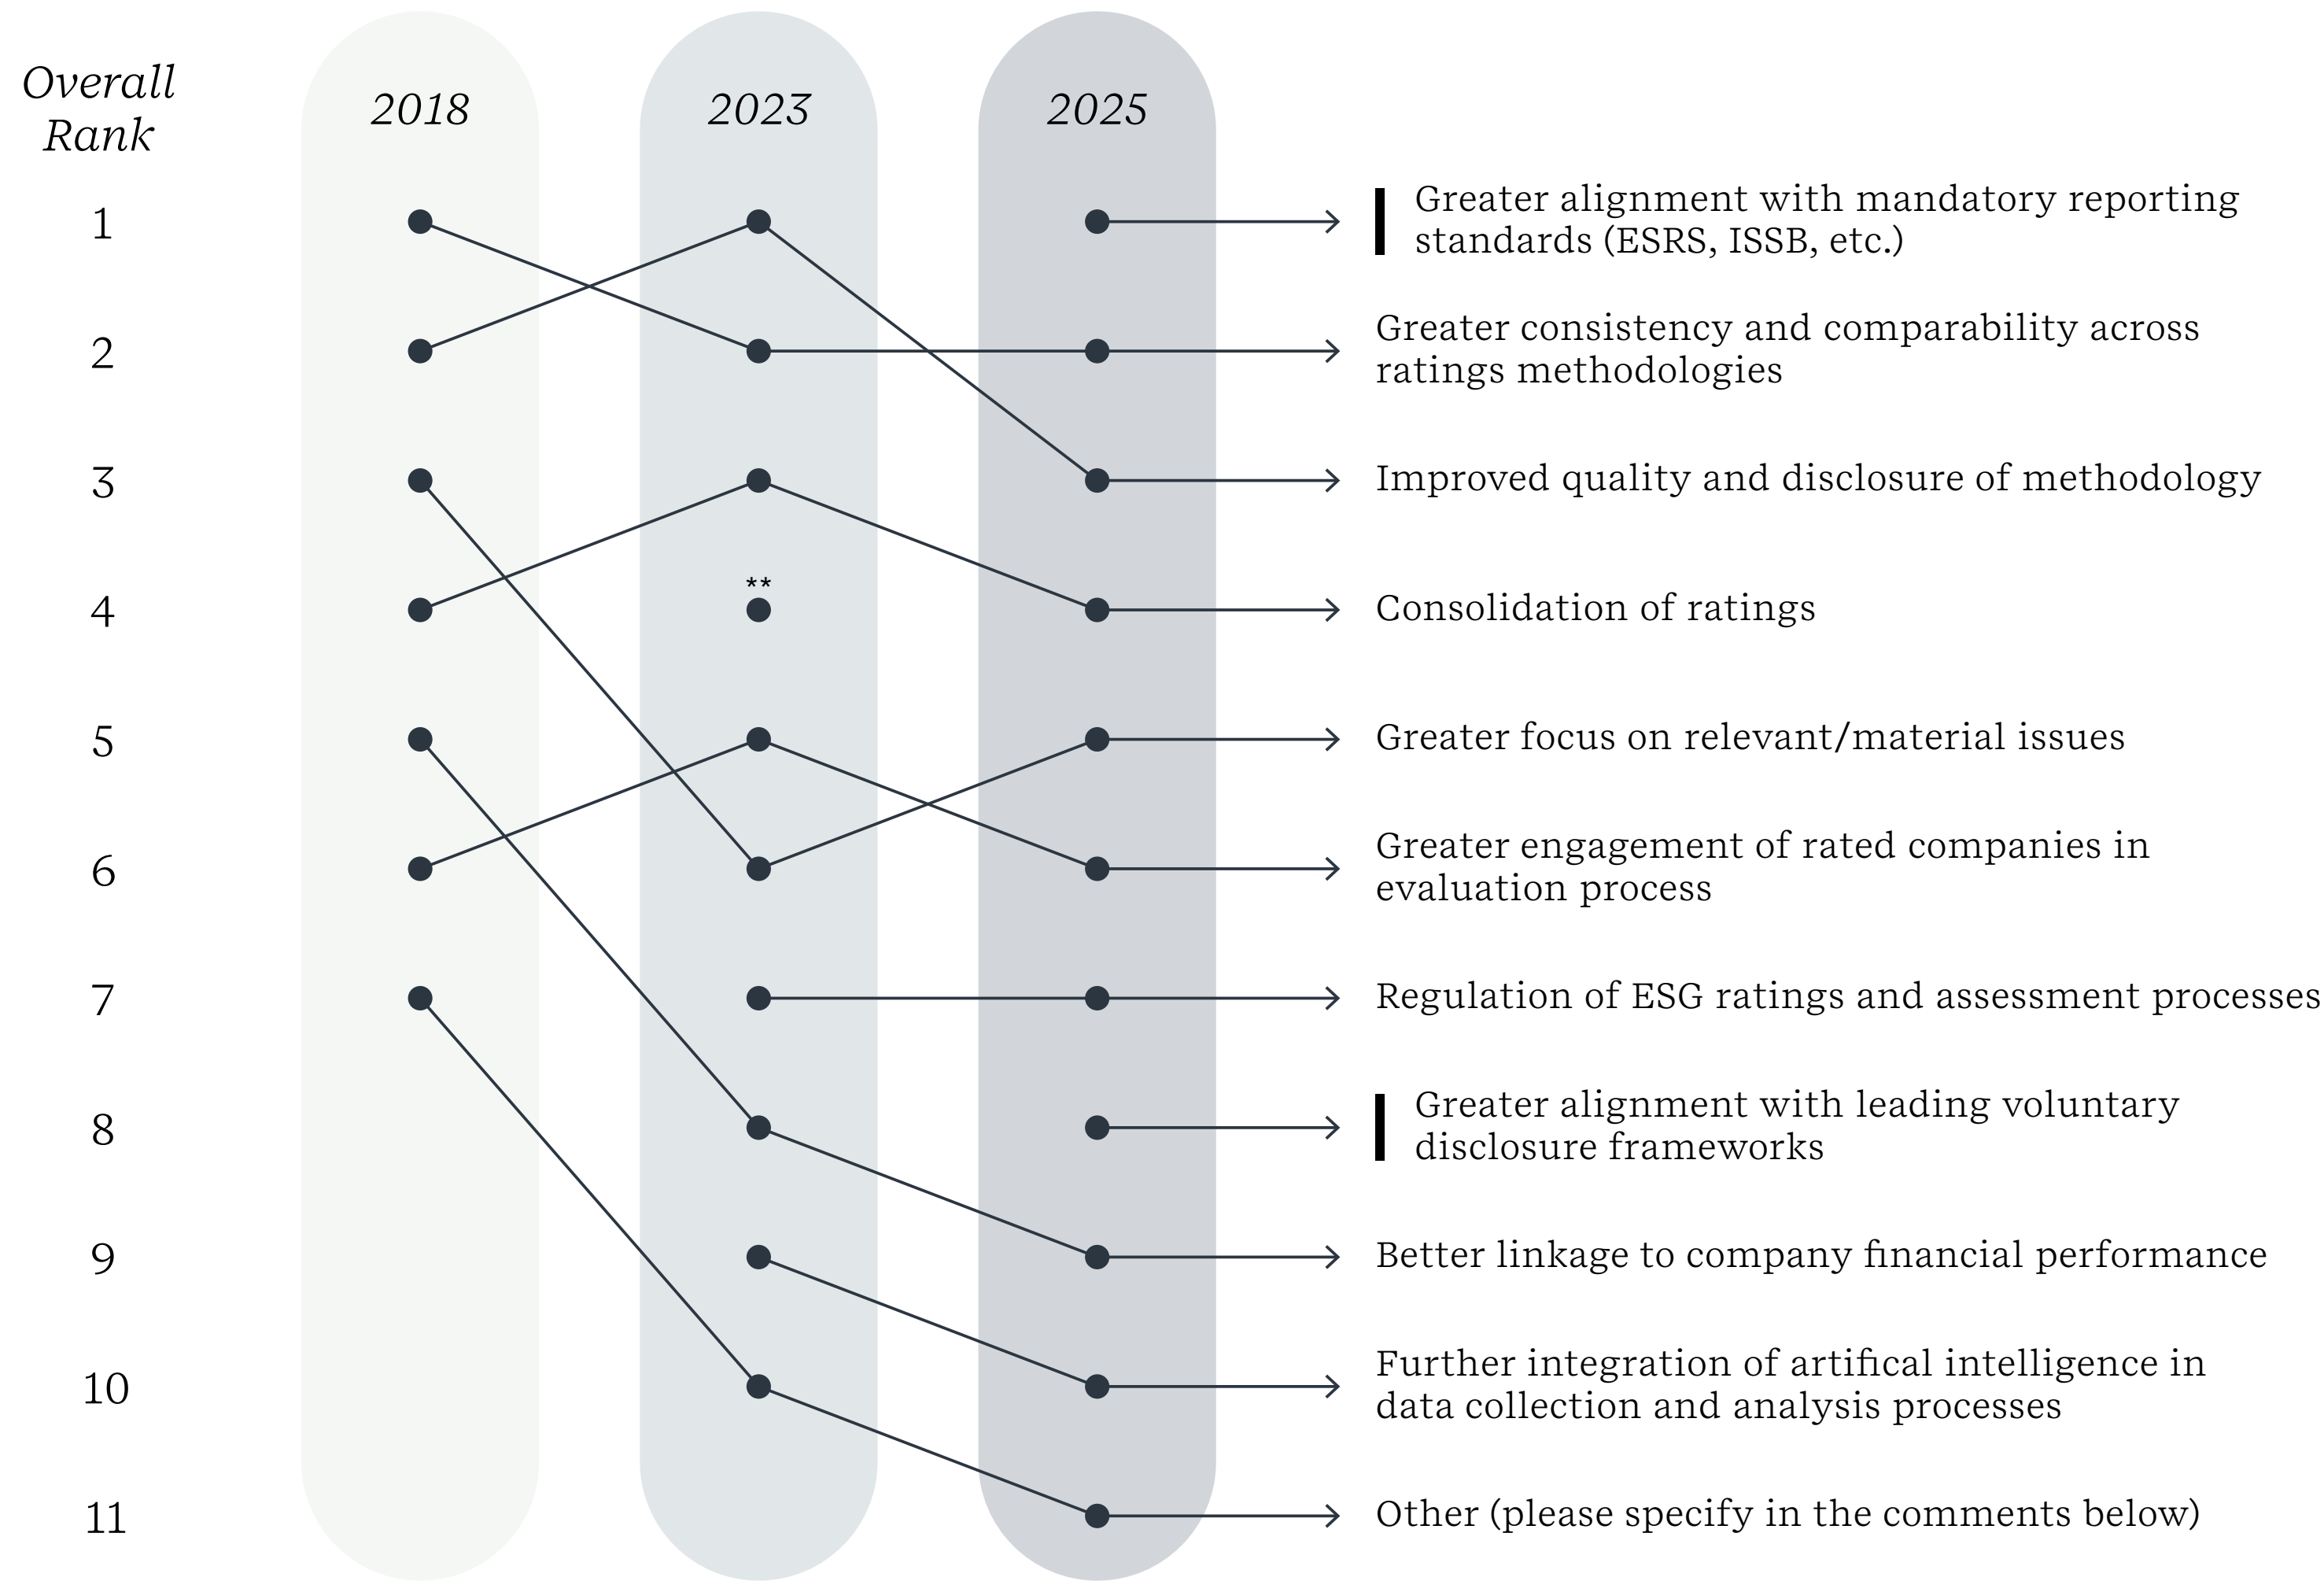 Overall
Rank
2018
2023
2025
1
Greater alignment with mandatory reporting
standards (ESRS, ISSB, etc.)
2
Greater consistency and comparability across
ratings methodologies
3
Improved quality and disclosure of methodology
**
4
Consolidation of ratings
5
Greater focus on relevant/material issues
6
Greater engagement of rated companies in
evaluation process
7
Regulation of ESG ratings and assessment processes
8
Greater alignment with leading voluntary
disclosure frameworks
9
Better linkage to company financial performance
10
Further integration of artifical intelligence in
data collection and analysis processes
11
Other (please specify in the comments below)